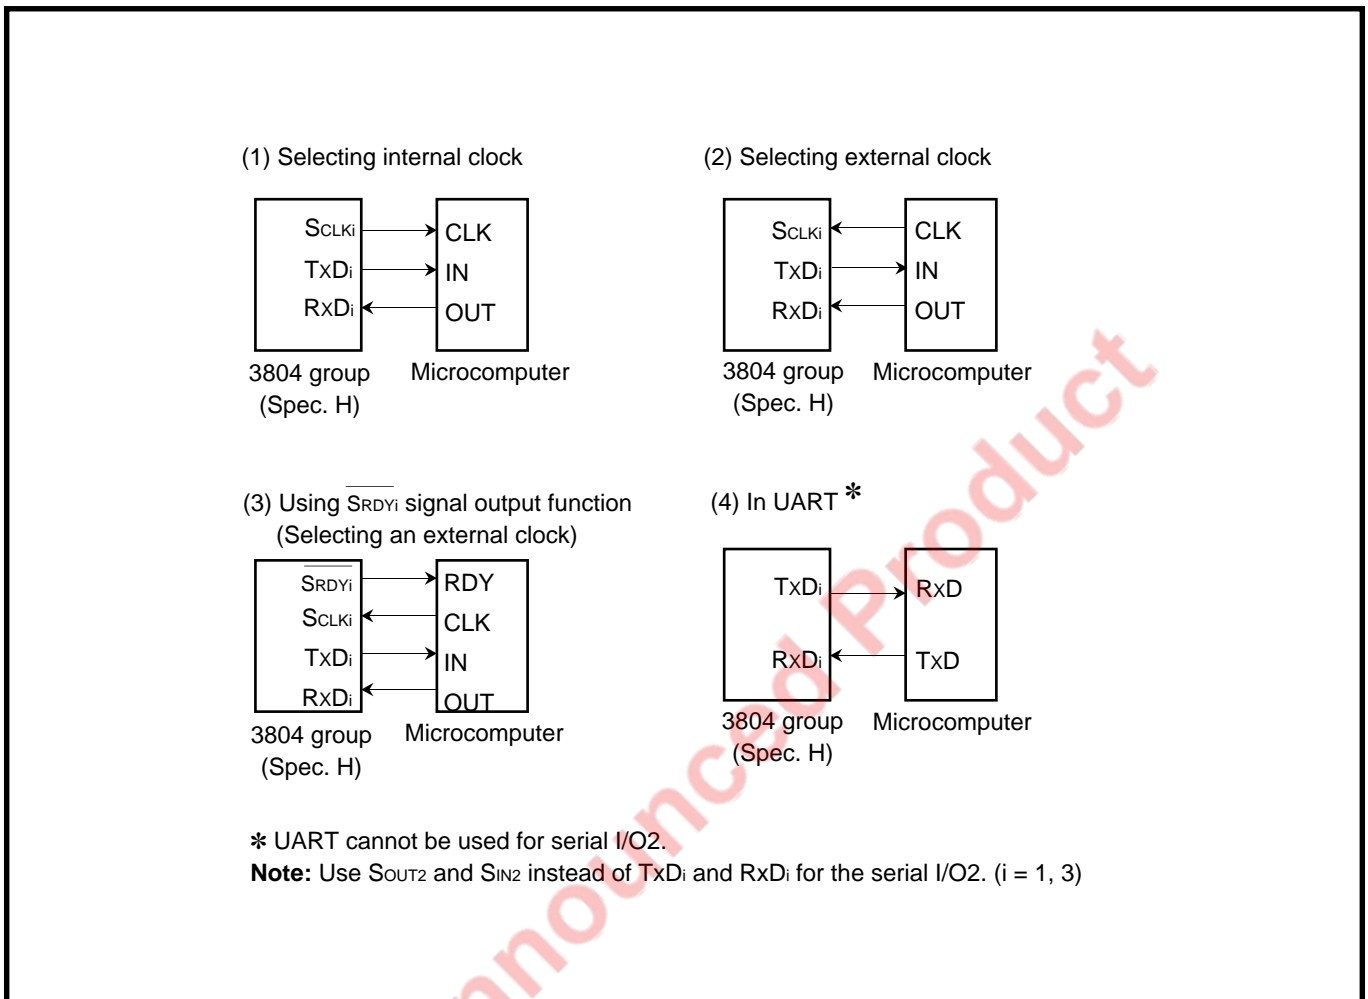 (1) Selecting internal clock
SCLKi
TxDi
RxDi
CLK
IN
OUT
3804 group
(Spec. H)
Microcomputer
(2) Selecting external clock
SCLKi
TxDi
RxDi
CLK
IN
OUT
3804 group
(Spec. H)
Microcomputer
(3) Using S̅R̅D̅Y̅i̅ signal output function
(Selecting an external clock)
S̅R̅D̅Y̅i̅
SCLKi
TxDi
RxDi
RDY
CLK
IN
OUT
3804 group
(Spec. H)
Microcomputer
(4) In UART ✻
TxDi
RxDi
RxD
TxD
3804 group
(Spec. H)
Microcomputer
✻ UART cannot be used for serial I/O2.
Note: Use SOUT2 and SIN2 instead of TxDi and RxDi for the serial I/O2. (i = 1, 3)
Product